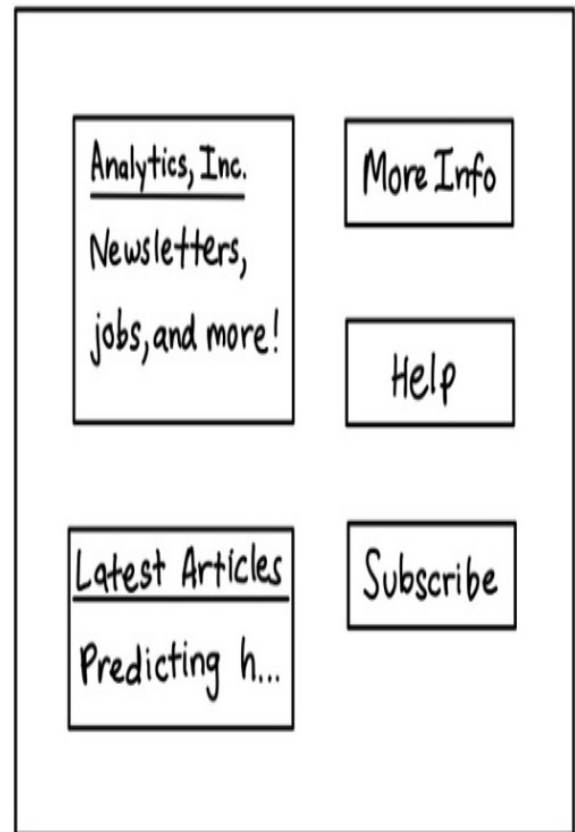 Analytics, Inc.
Newsletters,
jobs, and more!
More Info
Help
Latest Articles
Predicting h...
Subscribe